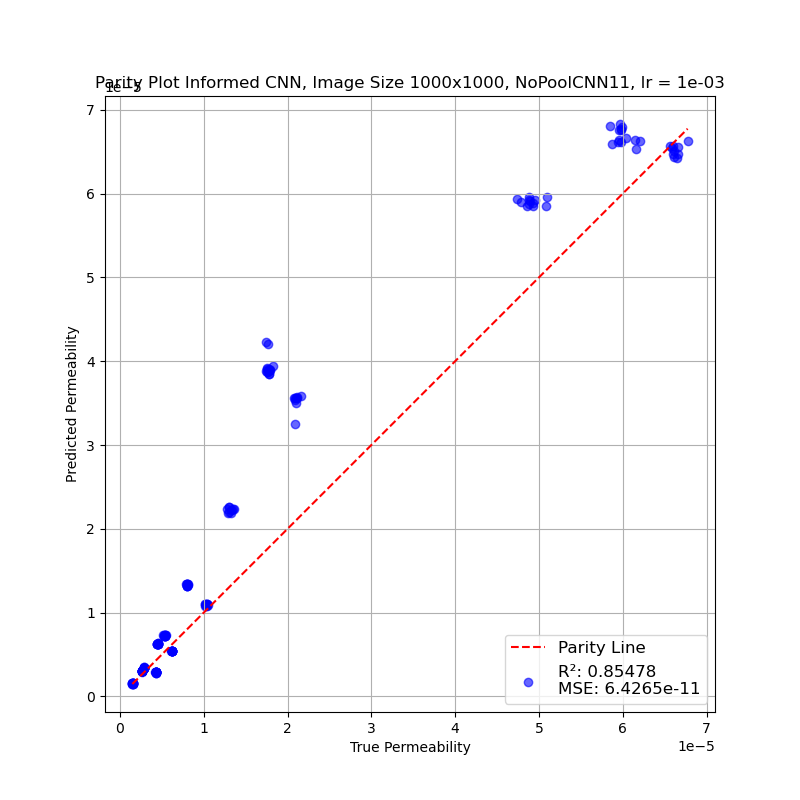 Parity Plot Informed CNN, Image Size 1000x1000, NoPoolCNN11, lr = 1e-03
1e−5
7
6
5
4
3
2
1
0
Predicted Permeability
Parity Line
R²: 0.85478
MSE: 6.4265e-11
0 1 2 3 4 5 6 7
1e−5
True Permeability